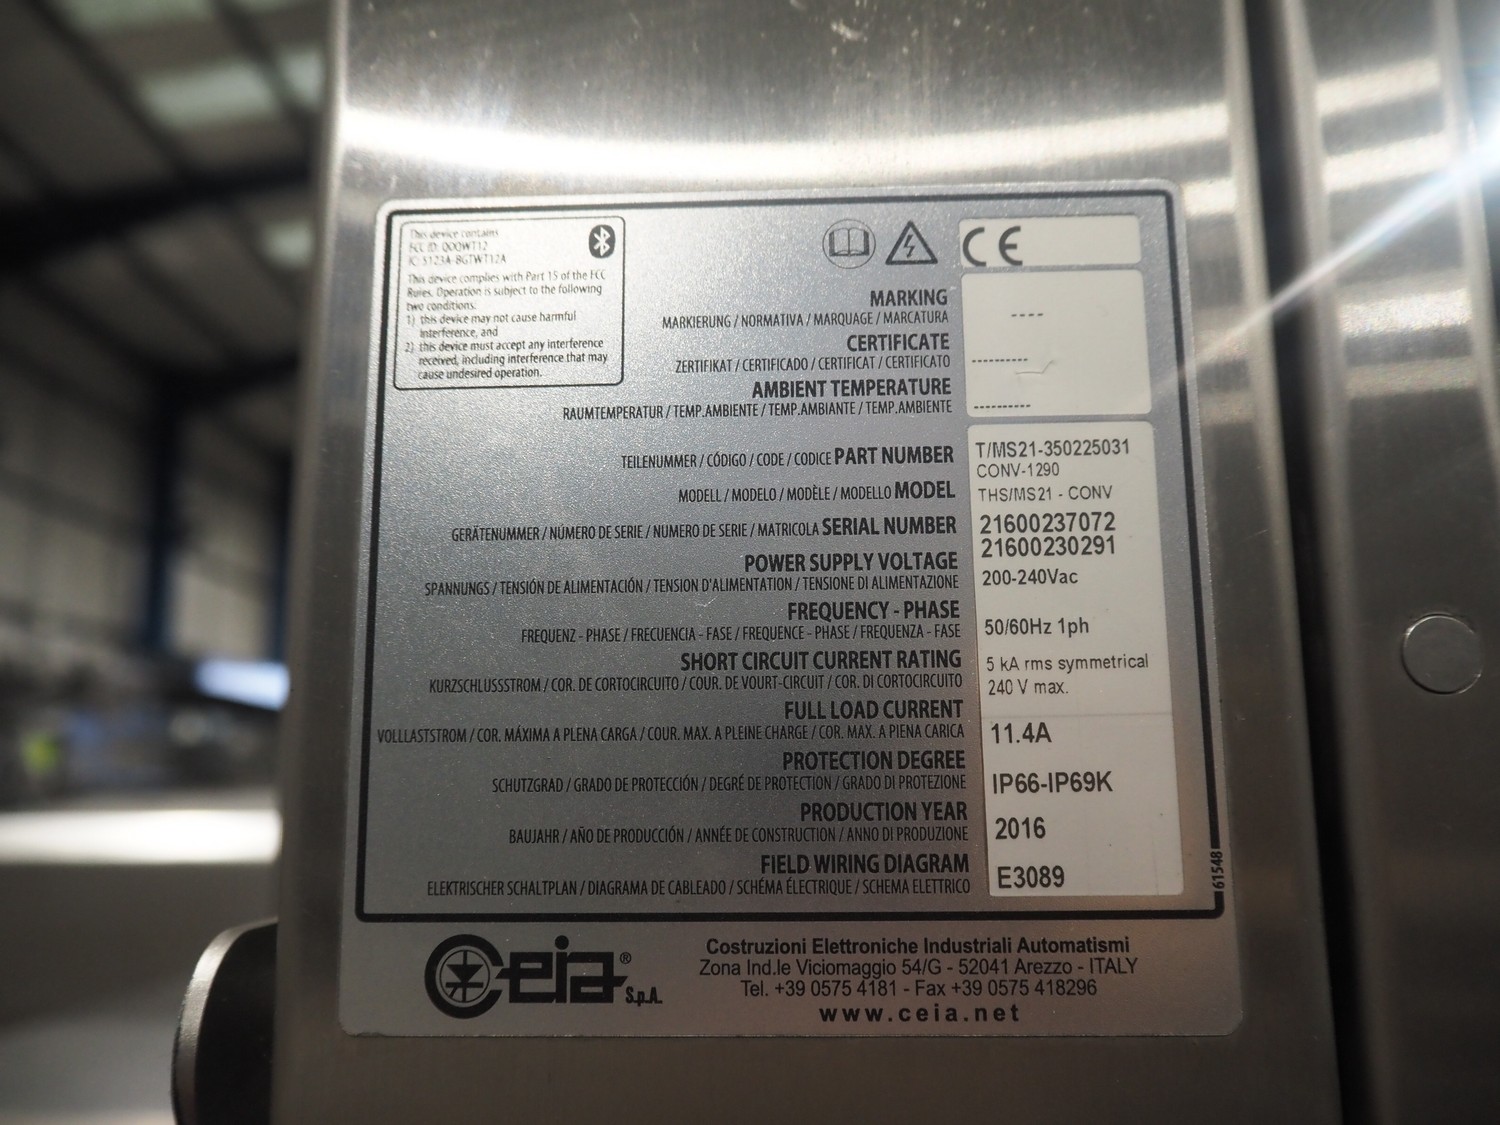 This device contains
FCC ID: QOQWT12
IC: 5123A-BGTWT12A
This device complies with Part 15 of the FCC
Rules. Operation is subject to the following
two conditions:
1) this device may not cause harmful
interference, and
2) this device must accept any interference
received, including interference that may
cause undesired operation.
CE
MARKING
MARKIERUNG / NORMATIVA / MARQUAGE / MARCATURA
----
CERTIFICATE
ZERTIFIKAT / CERTIFICADO / CERTIFICAT / CERTIFICATO
----------
AMBIENT TEMPERATURE
RAUMTEMPERATUR / TEMP.AMBIENTE / TEMP.AMBIANTE / TEMP.AMBIENTE
----------
TEILENUMMER / CÓDIGO / CODE / CODICE PART NUMBER T/MS21-350225031
CONV-1290
MODELL / MODELO / MODÈLE / MODELLO MODEL THS/MS21 - CONV
GERÄTENUMMER / NÚMERO DE SERIE / NUMERO DE SERIE / MATRICOLA SERIAL NUMBER 21600237072
21600230291
POWER SUPPLY VOLTAGE
SPANNUNGS / TENSIÓN DE ALIMENTACIÓN / TENSION D'ALIMENTATION / TENSIONE DI ALIMENTAZIONE 200-240Vac
FREQUENCY - PHASE
FREQUENZ - PHASE / FRECUENCIA - FASE / FREQUENCE - PHASE / FREQUENZA - FASE 50/60Hz 1ph
SHORT CIRCUIT CURRENT RATING 5 kA rms symmetrical
KURZSCHLUSSSTROM / COR. DE CORTOCIRCUITO / COUR. DE VOURT-CIRCUIT / COR. DI CORTOCIRCUITO 240 V max.
FULL LOAD CURRENT
VOLLLASTSTROM / COR. MÁXIMA A PLENA CARGA / COUR. MAX. A PLEINE CHARGE / COR. MAX. A PIENA CARICA 11.4A
PROTECTION DEGREE
SCHUTZGRAD / GRADO DE PROTECCIÓN / DEGRÉ DE PROTECTION / GRADO DI PROTEZIONE IP66-IP69K
PRODUCTION YEAR
BAUJAHR / AÑO DE PRODUCCIÓN / ANNÉE DE CONSTRUCTION / ANNO DI PRODUZIONE 2016
FIELD WIRING DIAGRAM
ELEKTRISCHER SCHALTPLAN / DIAGRAMA DE CABLEADO / SCHÉMA ÉLECTRIQUE / SCHEMA ELETTRICO E3089
61548
Ceia® S.p.A.
Costruzioni Elettroniche Industriali Automatismi
Zona Ind.le Viciomaggio 54/G - 52041 Arezzo - ITALY
Tel. +39 0575 4181 - Fax +39 0575 418296
www.ceia.net